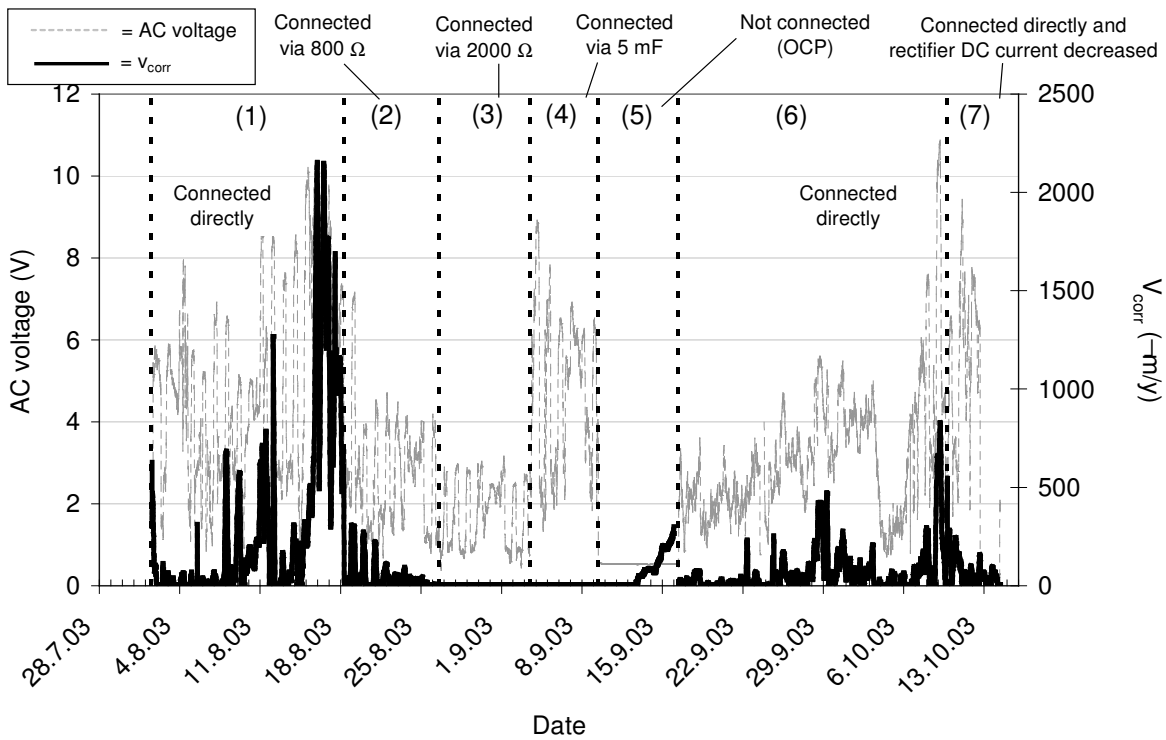 = AC voltage
= vcorr
Connected
via 800 Ω
Connected
via 2000 Ω
Connected
via 5 mF
Not connected
(OCP)
Connected directly and
rectifier DC current decreased
12
10
8
6
4
2
0
AC voltage (V)
(1)
(2)
(3)
(4)
(5)
(6)
(7)
Connected
directly
Connected
directly
2500
2000
1500
1000
500
0
Vcorr (—m/y)
28.7.03
4.8.03
11.8.03
18.8.03
25.8.03
1.9.03
8.9.03
15.9.03
22.9.03
29.9.03
6.10.03
13.10.03
Date